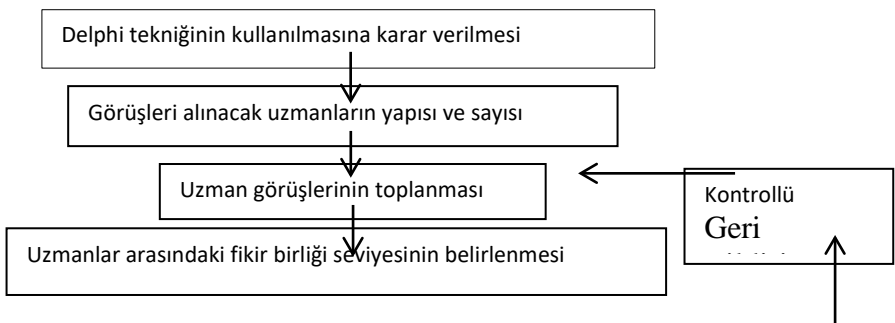 Delphi tekniğinin kullanılmasına karar verilmesi
Görüşleri alınacak uzmanların yapısı ve sayısı
Uzman görüşlerinin toplanması
Kontrollü
Geri
Uzmanlar arasındaki fikir birliği seviyesinin belirlenmesi